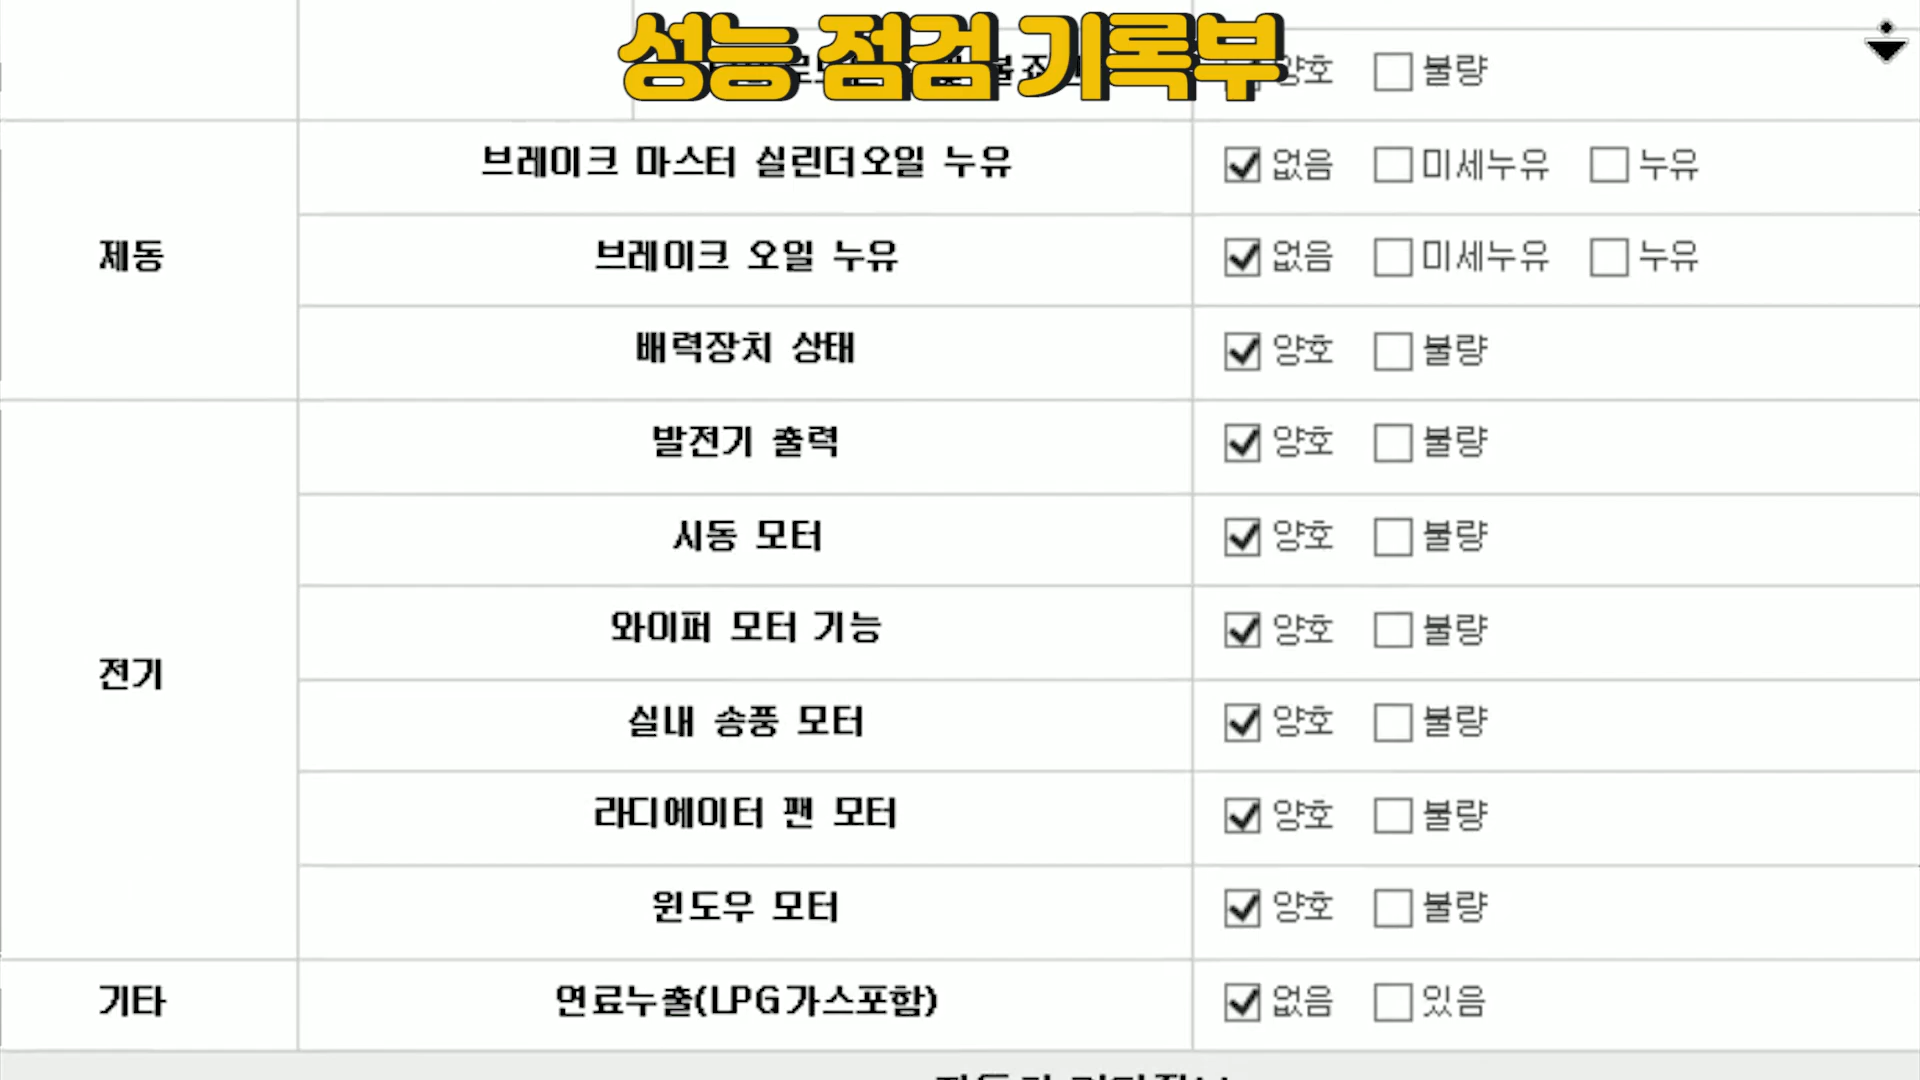 성능 점검 기록부
양호 불량
브레이크 마스터 실린더오일 누유 없음 미세누유 누유
제동
브레이크 오일 누유 없음 미세누유 누유
배력장치 상태 양호 불량
발전기 출력 양호 불량
시동 모터 양호 불량
와이퍼 모터 기능 양호 불량
전기
실내 송풍 모터 양호 불량
라디에이터 팬 모터 양호 불량
윈도우 모터 양호 불량
기타 연료누출(LPG가스포함) 없음 있음